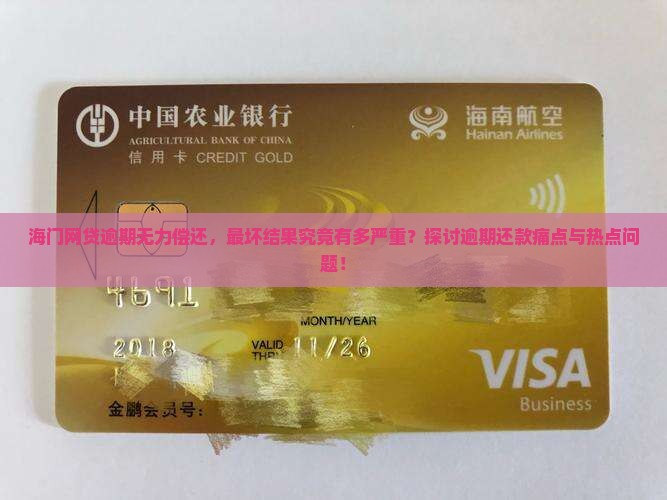 中国农业银行
AGRICULTURAL BANK OF CHINA
信用卡 CREDIT GOLD
海南航空
Hainan Airlines
海门网贷逾期无力偿还，最坏结果究竟有多严重？探讨逾期还款痛点与热点问
题！
4691
MONTH/YEAR
2018
VALID
THRU 11/26
VISA
Business
金鹏会员号：